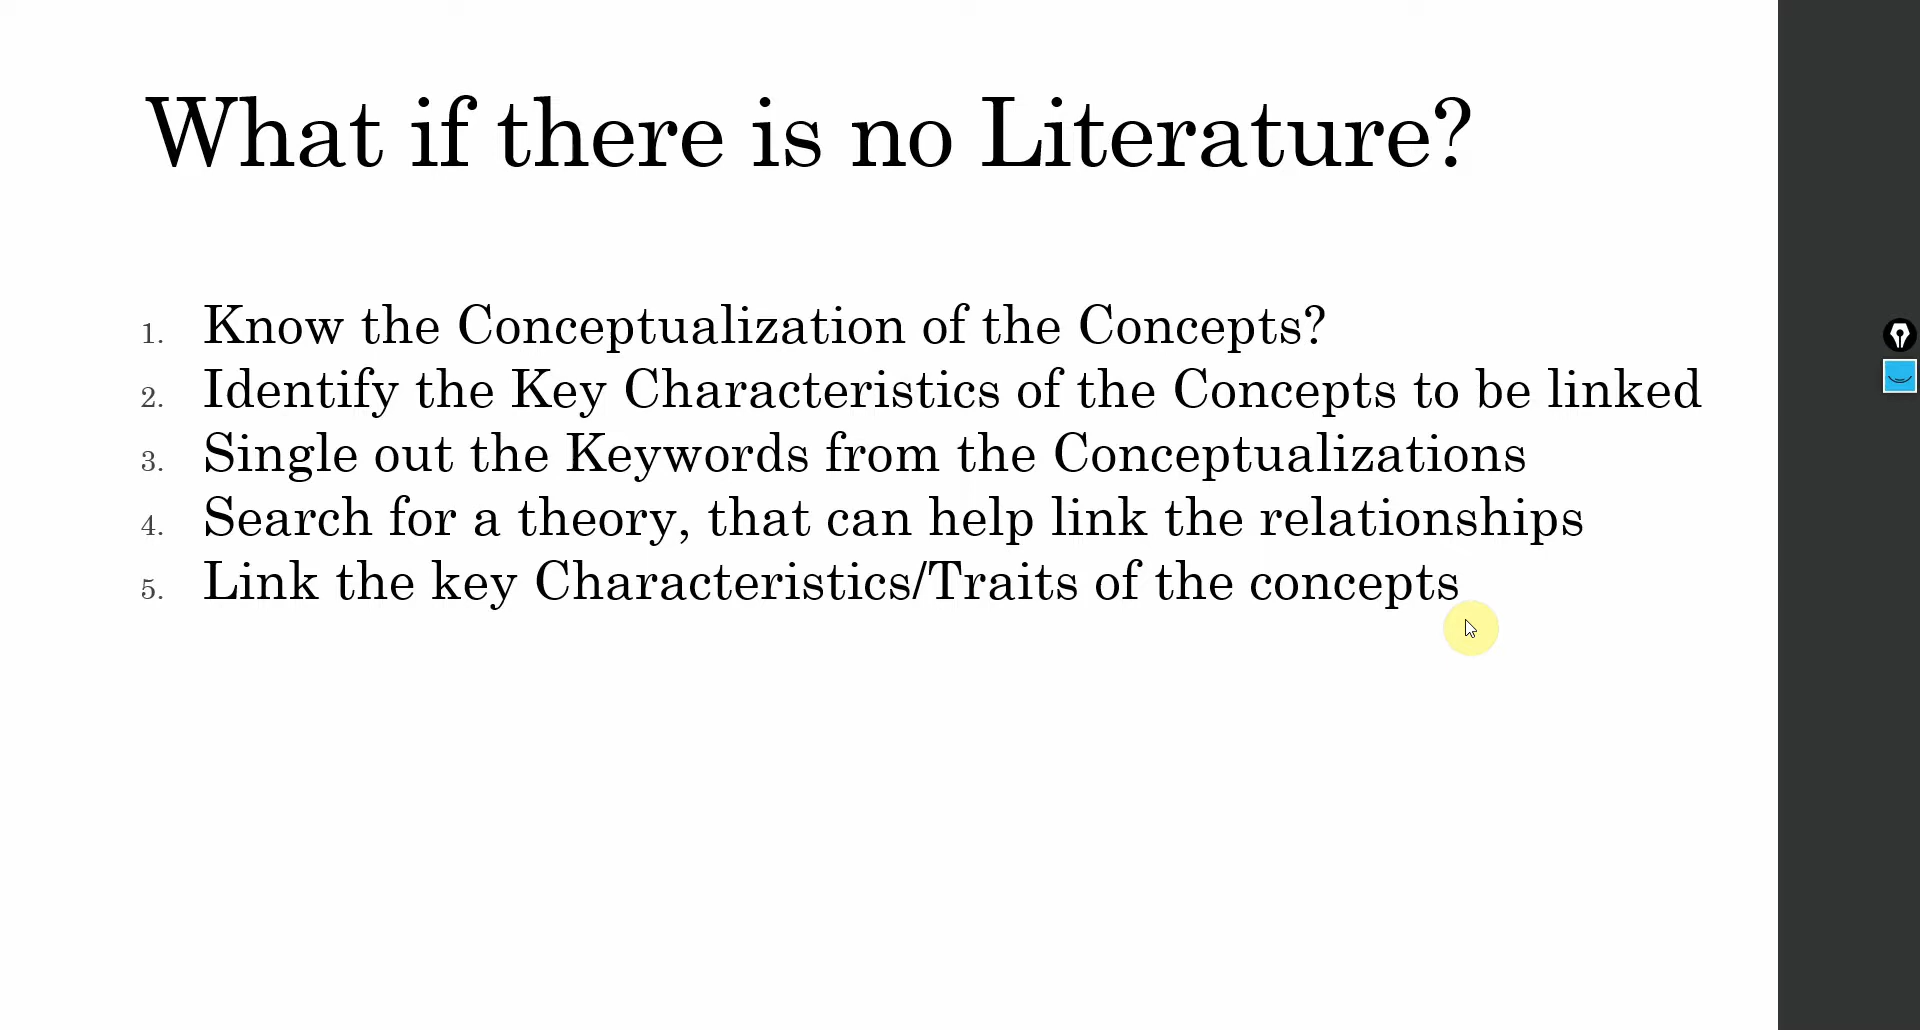 What if there is no Literature?
1. Know the Conceptualization of the Concepts?
2. Identify the Key Characteristics of the Concepts to be linked
3. Single out the Keywords from the Conceptualizations
4. Search for a theory, that can help link the relationships
5. Link the key Characteristics/Traits of the concepts